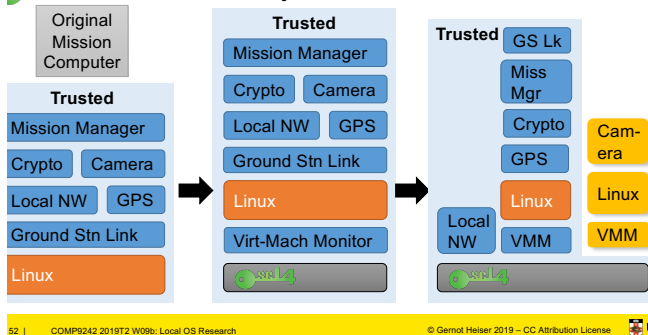 Original
Mission
Computer
Trusted
Mission Manager
Crypto
Camera
Local NW
GPS
Ground Stn Link
Linux
Trusted
Mission Manager
Crypto
Camera
Local NW
GPS
Ground Stn Link
Linux
Virt-Mach Monitor
seL4
Trusted
GS Lk
Miss
Mgr
Crypto
GPS
Linux
Local
NW
VMM
Cam-
era
Linux
VMM
seL4
52 | COMP9242 2019T2 W09b: Local OS Research
© Gernot Heiser 2019 – CC Attribution License